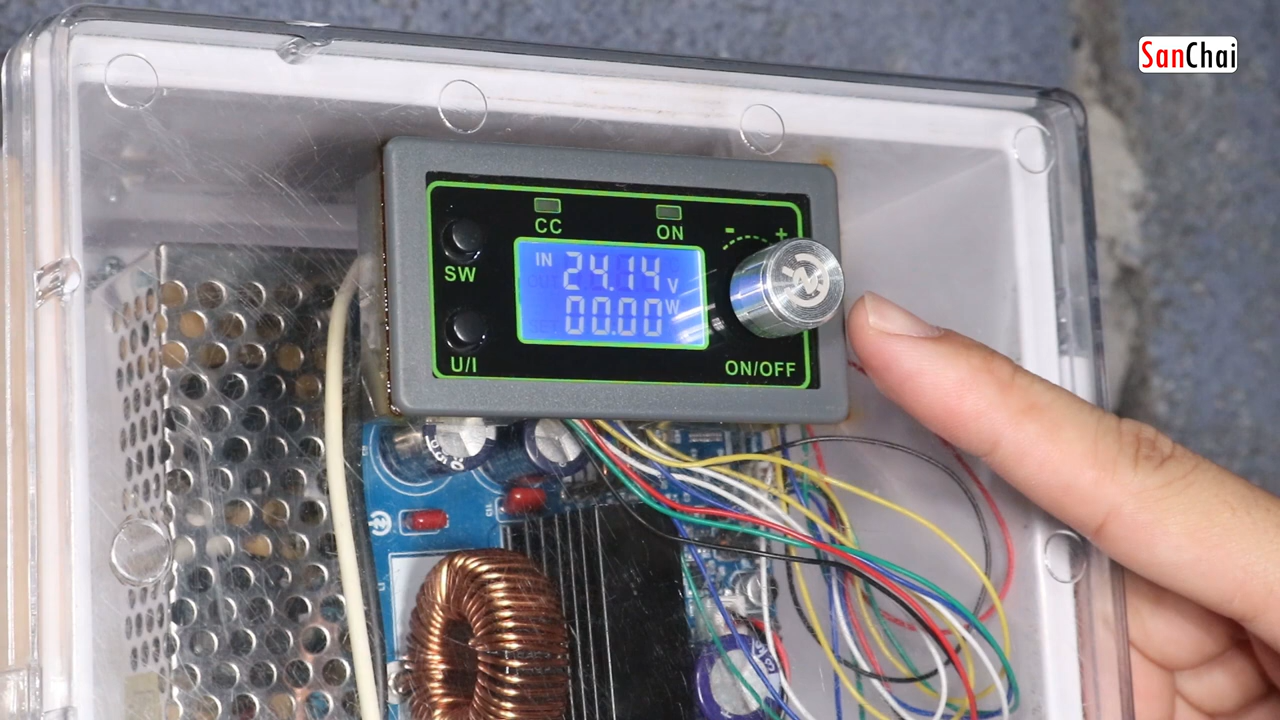 SanChai
CC
ON
- +
SW
IN 24.14 V
00.00 W
U/I
ON/OFF